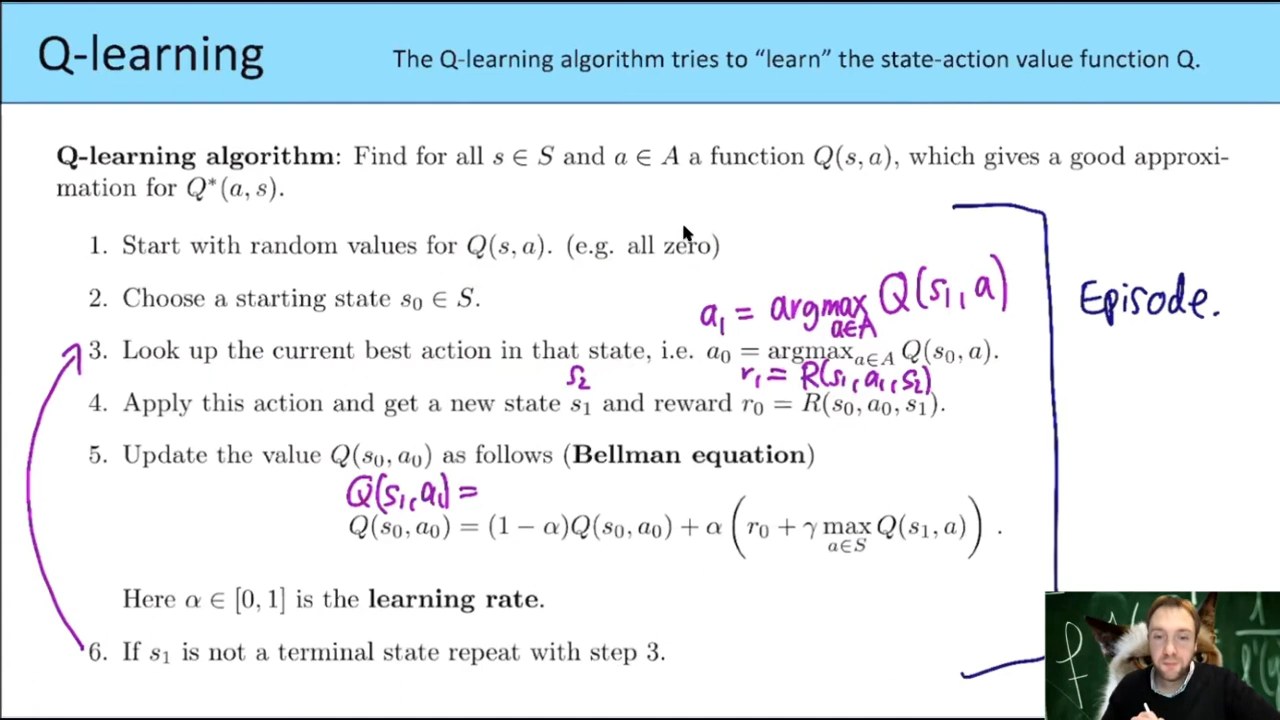 Q-learning
The Q-learning algorithm tries to “learn” the state-action value function Q.
Q-learning algorithm: Find for all s ∈ S and a ∈ A a function Q(s, a), which gives a good approxi-
mation for Q*(a, s).
1. Start with random values for Q(s, a). (e.g. all zero)
2. Choose a starting state s₀ ∈ S.
a₁ = argmax a∈A Q(s₁, a)
Episode.
3. Look up the current best action in that state, i.e. a₀ = argmaxₐ∈A Q(s₀, a).
s₂ r₁ = R(s₁, a₁, s₂)
4. Apply this action and get a new state s₁ and reward r₀ = R(s₀, a₀, s₁).
5. Update the value Q(s₀, a₀) as follows (Bellman equation)
Q(s₁, a₁) =
Q(s₀, a₀) = (1 − α)Q(s₀, a₀) + α (r₀ + γ max a∈S Q(s₁, a)) .
Here α ∈ [0, 1] is the learning rate.
6. If s₁ is not a terminal state repeat with step 3.